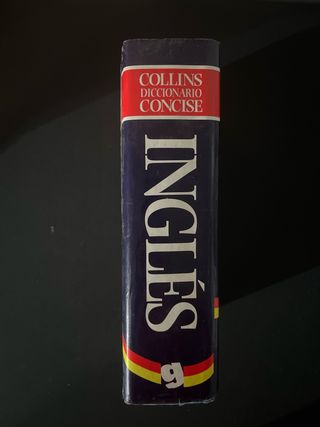 COLLINS
DICCIONARIO
CONCISE
INGLÉS
g